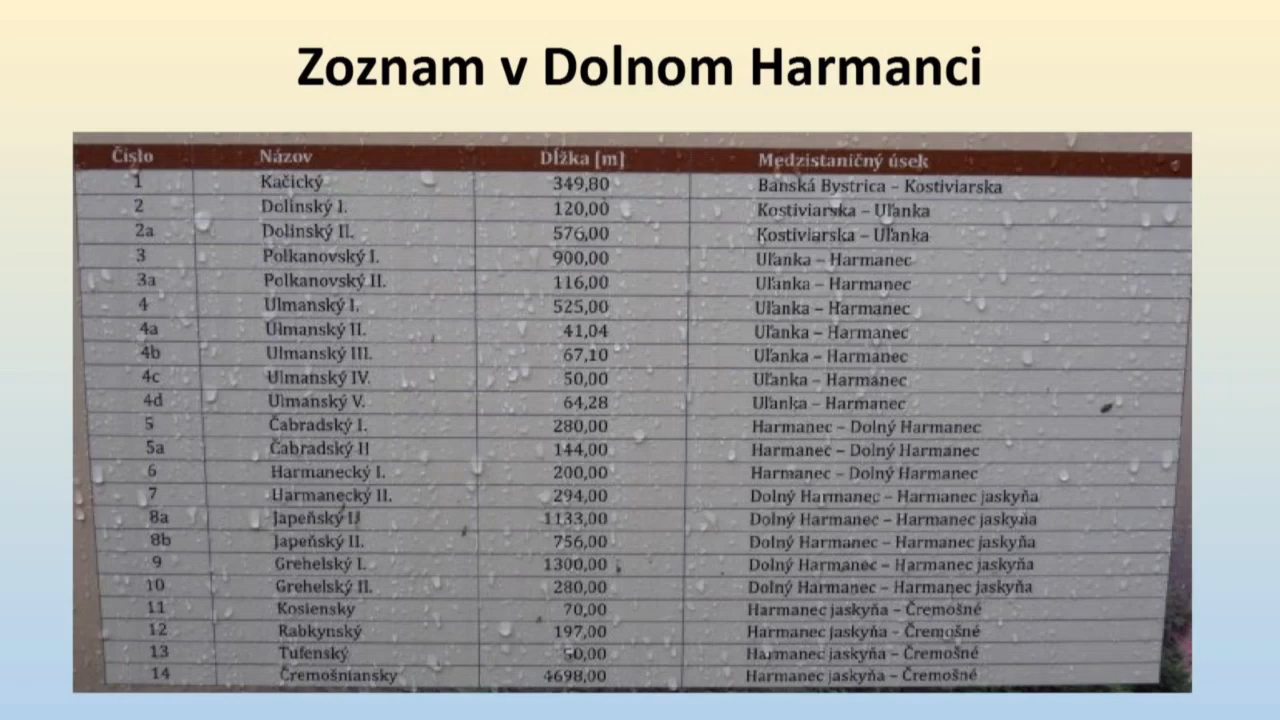 Zoznam v Dolnom Harmanci
Číslo Názov Dĺžka [m] Medzistaničný úsek
1 Kačický 349,80 Banská Bystrica – Kostiviarska
2 Dolinský I. 120,00 Kostiviarska – Uľanka
2a Dolinský II. 576,00 Kostiviarska – Uľanka
3 Polkanovský I. 900,00 Uľanka – Harmanec
3a Polkanovský II. 116,00 Uľanka – Harmanec
4 Ulmanský I. 525,00 Uľanka – Harmanec
4a Ulmanský II. 41,04 Uľanka – Harmanec
4b Ulmanský III. 67,10 Uľanka – Harmanec
4c Ulmanský IV. 50,00 Uľanka – Harmanec
4d Ulmanský V. 64,28 Uľanka – Harmanec
5 Čabradský I. 280,00 Harmanec – Dolný Harmanec
5a Čabradský II 144,00 Harmanec – Dolný Harmanec
6 Harmanecký I. 200,00 Harmanec – Dolný Harmanec
7 Harmanecký II. 294,00 Dolný Harmanec – Harmanec jaskyňa
8a Japeňský 1133,00 Dolný Harmanec – Harmanec jaskyňa
8b Japeňský II. 756,00 Dolný Harmanec – Harmanec jaskyňa
9 Grehelský I. 1300,00 Dolný Harmanec – Harmanec jaskyňa
10 Grehelský II. 280,00 Dolný Harmanec – Harmanec jaskyňa
11 Kosiensky 70,00 Harmanec jaskyňa – Čremošné
12 Rabkynský 197,00 Harmanec jaskyňa – Čremošné
13 Tufenský 50,00 Harmanec jaskyňa – Čremošné
14 Čremošniansky 4698,00 Harmanec jaskyňa – Čremošné